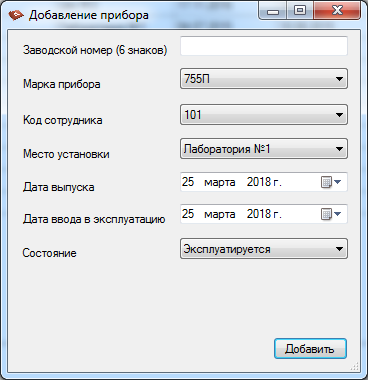 Добавление прибора
Заводской номер (6 знаков)
Марка прибора 755П
Код сотрудника 101
Место установки Лаборатория №1
Дата выпуска 25 марта 2018 г.
Дата ввода в эксплуатацию 25 марта 2018 г.
Состояние Эксплуатируется
Добавить